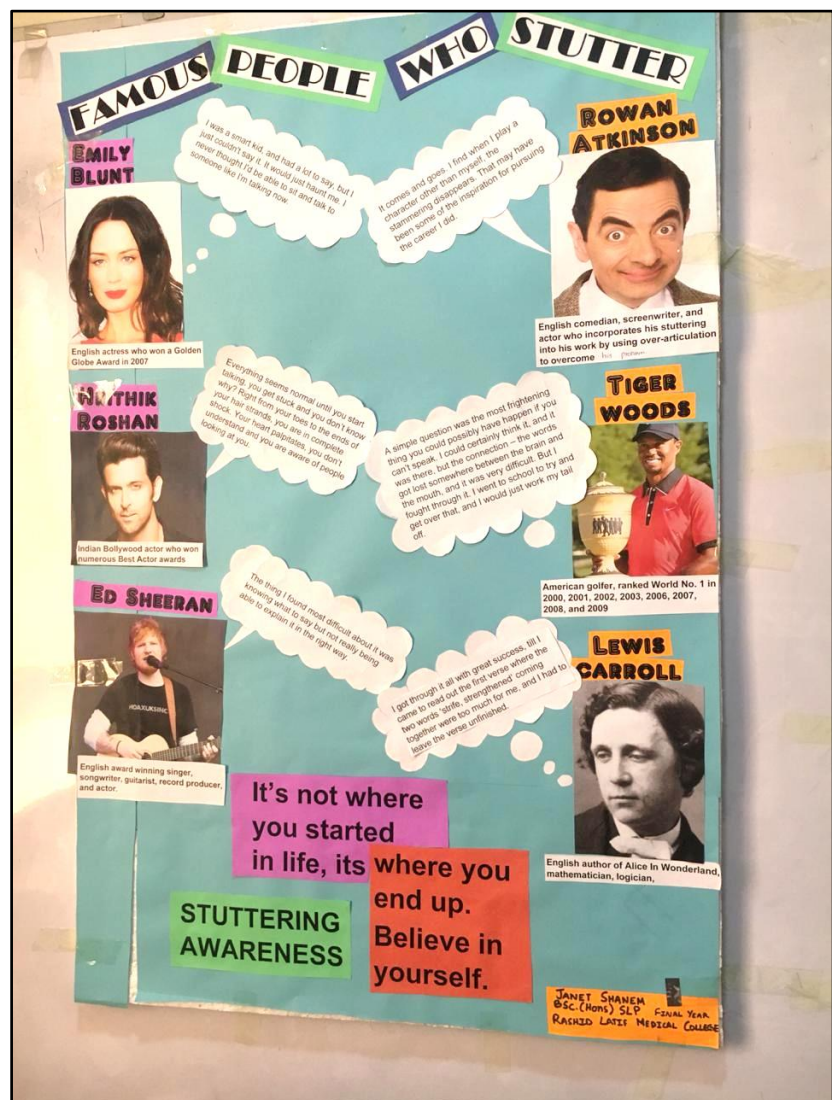 FAMOUS PEOPLE WHO STUTTER
EMILY
BLUNT
I was a smart kid, and had a lot to say, but I
just couldn't say it. It would just haunt me. I
never thought I'd be able to sit and talk to
someone like I'm talking now.
English actress who won a Golden
Globe Award in 2007
ROWAN
ATKINSON
It comes and goes. I find when I play a
character other than myself, the
stammering disappears. That may have
been some of the inspiration for pursuing
the career I did.
English comedian, screenwriter, and
actor who incorporates his stuttering
into his work by using over-articulation
to overcome his
HRITHIK
ROSHAN
Everything seems normal until you start
talking, you get stuck and you don't know
why? Right from your toes to the ends of
your hair strands, you are in complete
shock. Your heart palpitates, you don't
understand and you are aware of people
looking at you.
Indian Bollywood actor who won
numerous Best Actor awards
TIGER
WOODS
A simple question was the most frightening
thing you could possibly have happen if you
can't speak. I could certainly think it, and it
was there, but the connection – the words
got lost somewhere between the brain and
the mouth, and it was very difficult. But I
fought through it. I went to school to try and
get over that, and I would just work my tail
off.
American golfer, ranked World No. 1 in
2000, 2001, 2002, 2003, 2006, 2007,
2008, and 2009
ED SHEERAN
The thing I found most difficult about it was
knowing what to say but not really being
able to explain it in the right way.
#DAXUKSING
English award winning singer,
songwriter, guitarist, record producer,
and actor.
LEWIS
CARROLL
I got through it all with great success, till I
came to read out the first verse where the
two words 'strife, strengthened' coming
together were too much for me, and I had to
leave the verse unfinished.
English author of Alice In Wonderland,
mathematician, logician,
It's not where
you started
in life, its where you
end up.
Believe in
yourself.
STUTTERING
AWARENESS
JANET SHANEM
BSC.(HONS) SLP FINAL YEAR
RASHID LATIF MEDICAL COLLEGE